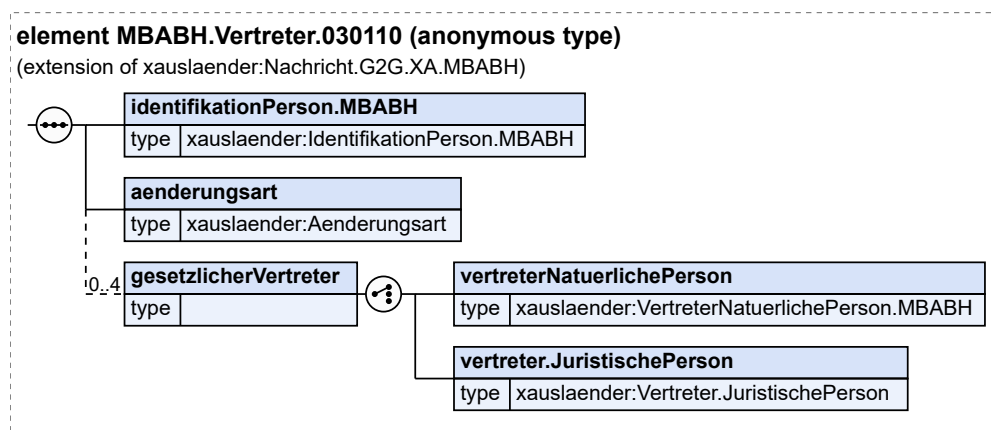 element MBABH.Vertreter.030110 (anonymous type)
(extension of xauslaender:Nachricht.G2G.XA.MBABH)
identifikationPerson.MBABH
type xauslaender:IdentifikationPerson.MBABH
aenderungsart
type xauslaender:Aenderungsart
0..4 gesetzlicherVertreter
type
vertreterNatuerlichePerson
type xauslaender:VertreterNatuerlichePerson.MBABH
vertreter.JuristischePerson
type xauslaender:Vertreter.JuristischePerson